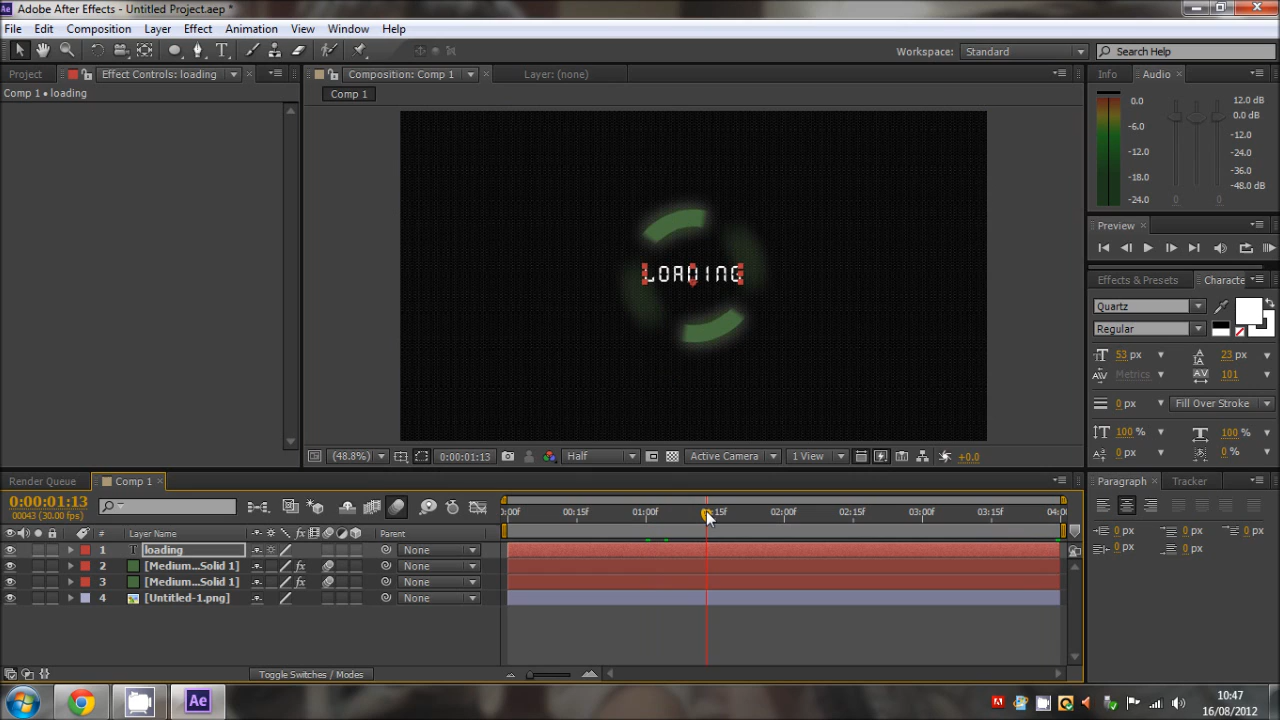 Adobe After Effects - Untitled Project.aep *
File Edit Composition Layer Effect Animation View Window Help
Workspace: Standard Search Help
Project Effect Controls: loading Composition: Comp 1 Layer: (none) Info Audio
Comp 1 • loading
Comp 1
0.0 12.0 dB
0.0 dB
-6.0 -12.0
-12.0 -24.0
-18.0 -36.0
-24.0 0 0 -48.0 dB
Preview
LOADING
Effects & Presets Characte
Quartz
Regular
53 px 23 px
Metrics 101
0 px Fill Over Stroke
100 % 100 %
0 px 0 %
(48.8%) 0:00:01:13 Half Active Camera 1 View +0.0
Render Queue Comp 1
Paragraph Tracker
0:00:01:13
00043 (30.00 fps)
0:00F 00:15F 01:00F 15F 02:00F 02:15F 03:00F 03:15F 04:0
# Layer Name Parent
0 px 0 px 0 px
0 px 0 px
1 T loading None
2 [Medium...Solid 1] fx None
3 [Medium...Solid 1] fx None
4 [Untitled-1.png] None
Toggle Switches / Modes
Ae
10:47
16/08/2012